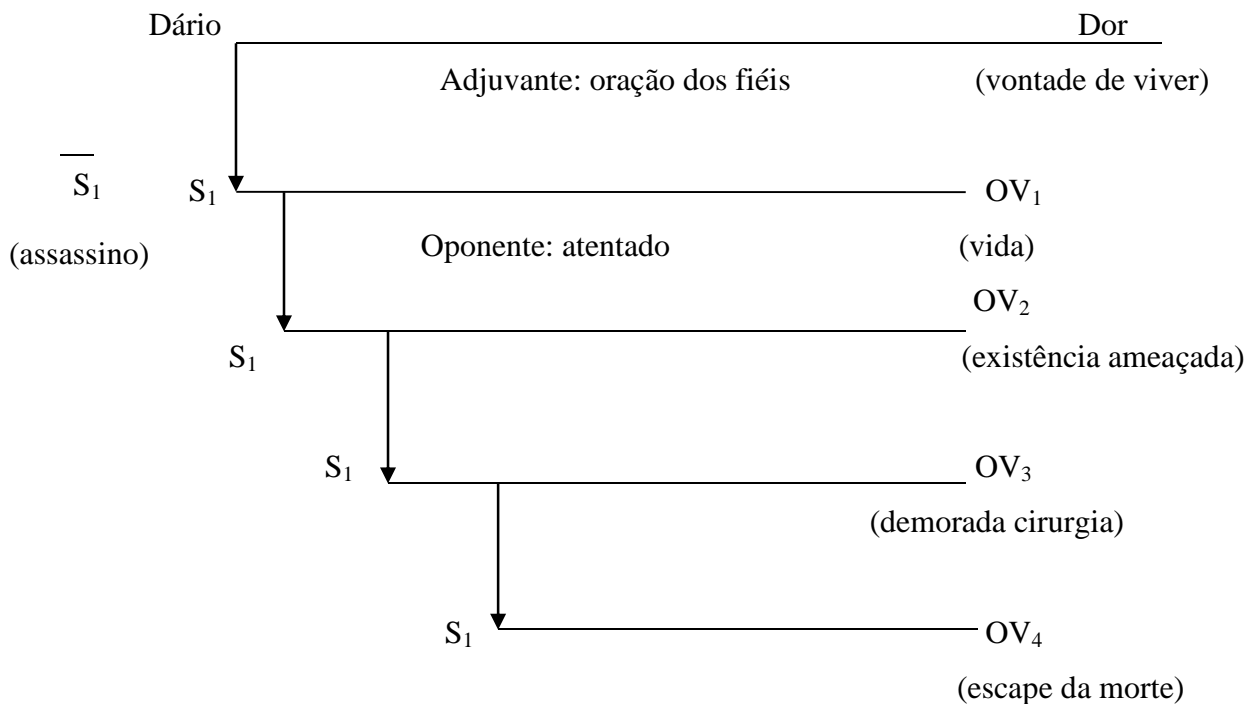 Dário Dor
Adjuvante: oração dos fiéis (vontade de viver)
S̅₁ S₁ OV₁
(assassino) Oponente: atentado (vida)
OV₂
S₁ (existência ameaçada)
S₁ OV₃
(demorada cirurgia)
S₁ OV₄
(escape da morte)